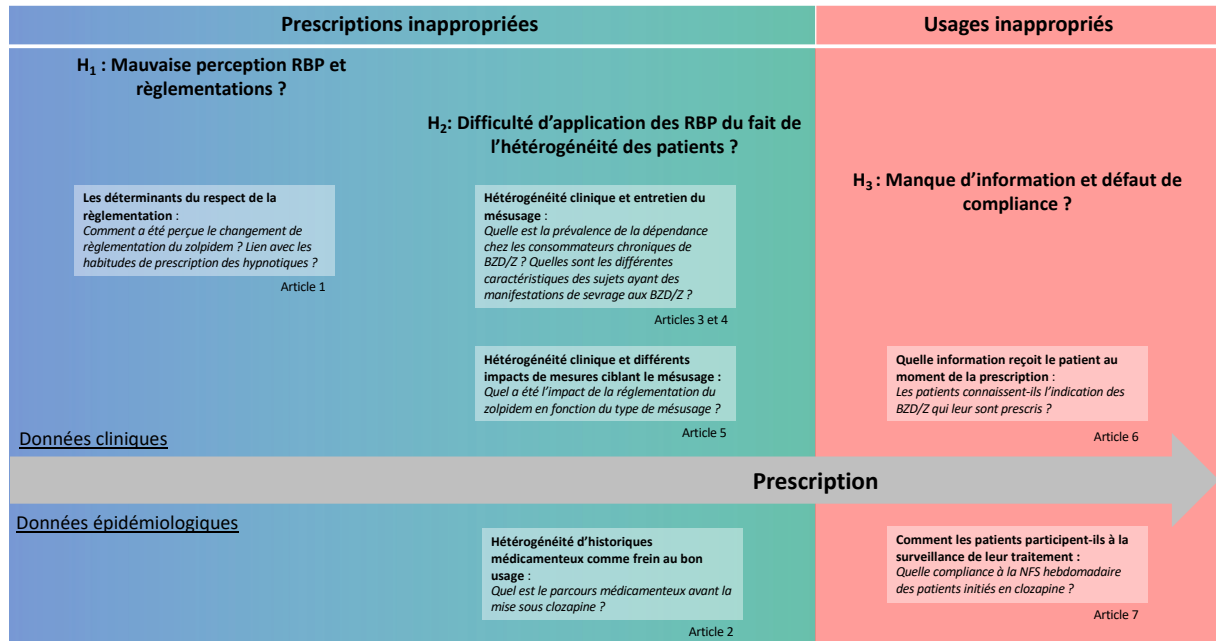 Prescriptions inappropriées
Usages inappropriés
H1 : Mauvaise perception RBP et
règlementations ?
H2: Difficulté d'application des RBP du fait de
l'hétérogénéité des patients ?
H3 : Manque d'information et défaut de
compliance ?
Les déterminants du respect de la
règlementation :
Comment a été perçue le changement de
règlementation du zolpidem ? Lien avec les
habitudes de prescription des hypnotiques ?
Article 1
Hétérogénéité clinique et entretien du
mésusage :
Quelle est la prévalence de la dépendance
chez les consommateurs chroniques de
BZD/Z ? Quelles sont les différentes
caractéristiques des sujets ayant des
manifestations de sevrage aux BZD/Z ?
Articles 3 et 4
Hétérogénéité clinique et différents
impacts de mesures ciblant le mésusage :
Quel a été l'impact de la réglementation du
zolpidem en fonction du type de mésusage ?
Article 5
Quelle information reçoit le patient au
moment de la prescription :
Les patients connaissent-ils l'indication des
BZD/Z qui leur sont prescris ?
Article 6
Données cliniques
Prescription
Données épidémiologiques
Hétérogénéité d'historiques
médicamenteux comme frein au bon
usage :
Quel est le parcours médicamenteux avant la
mise sous clozapine ?
Article 2
Comment les patients participent-ils à la
surveillance de leur traitement :
Quelle compliance à la NFS hebdomadaire
des patients initiés en clozapine ?
Article 7